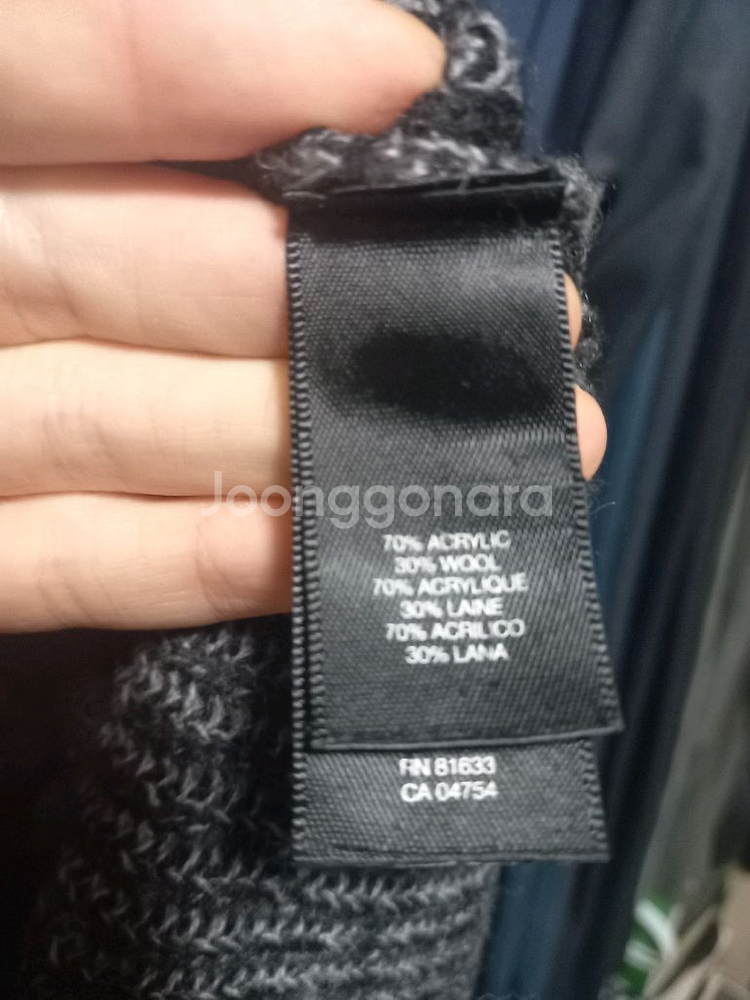 Joonggonara
70% ACRYLIC
30% WOOL
70% ACRYLIQUE
30% LAINE
70% ACRILICO
30% LANA
RN 81633
CA 04754